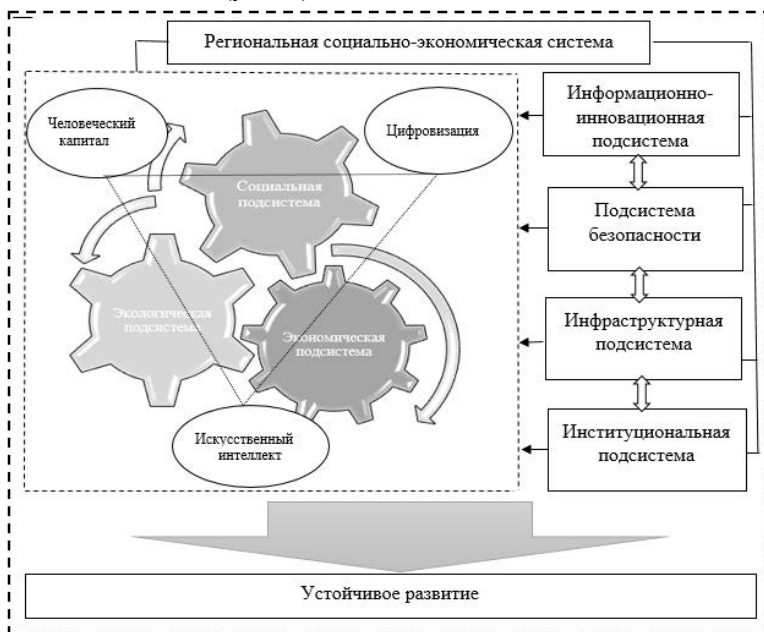 Региональная социально-экономическая система
Человеческий
капитал
Цифровизация
Социальная
подсистема
Экологическая
подсистема
Экономическая
подсистема
Искусственный
интеллект
Информационно-
инновационная
подсистема
Подсистема
безопасности
Инфраструктурная
подсистема
Институциональная
подсистема
Устойчивое развитие